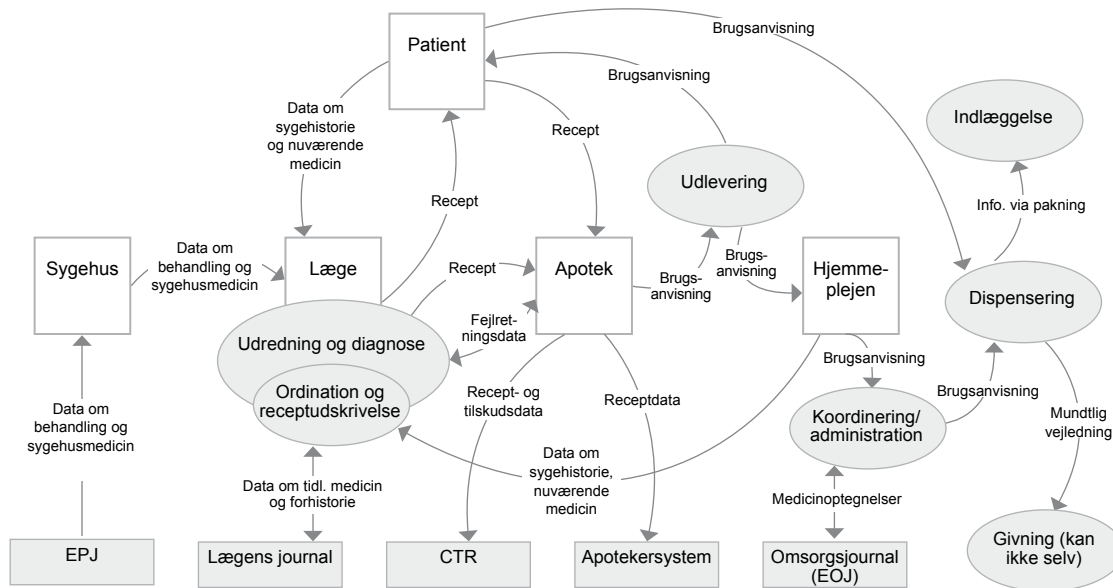 Patient
Brugsanvisning
Brugsanvisning
Data om
sygehistorie
og nuværende
medicin
Recept
Indlæggelse
Udlevering
Recept
Info. via pakning
Sygehus
Data om
behandling og
sygehusmedicin
Læge
Recept
Apotek
Brugs-
anvisning
Brugs-
anvisning
Hjemme-
plejen
Dispensering
Udredning og diagnose
Fejlret-
ningsdata
Ordination og
receptudskrivelse
Recept- og
tilskudsdata
Receptdata
Brugsanvisning
Brugsanvisning
Koordinering/
administration
Mundtlig
vejledning
Data om
behandling og
sygehusmedicin
Data om tidl. medicin
og forhistorie
Data om
sygehistorie,
nuværende
medicin
Medicinoptegnelser
EPJ
Lægens journal
CTR
Apotekersystem
Omsorgsjournal
(EOJ)
Givning (kan
ikke selv)